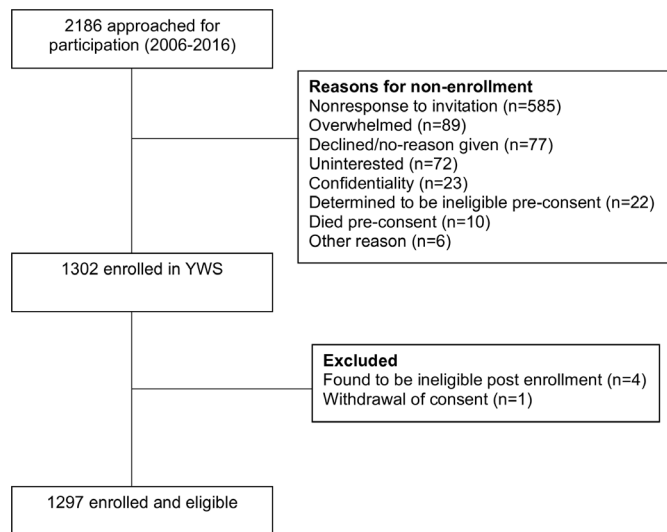 2186 approached for
participation (2006-2016)
Reasons for non-enrollment
Nonresponse to invitation (n=585)
Overwhelmed (n=89)
Declined/no-reason given (n=77)
Uninterested (n=72)
Confidentiality (n=23)
Determined to be ineligible pre-consent (n=22)
Died pre-consent (n=10)
Other reason (n=6)
1302 enrolled in YWS
Excluded
Found to be ineligible post enrollment (n=4)
Withdrawal of consent (n=1)
1297 enrolled and eligible